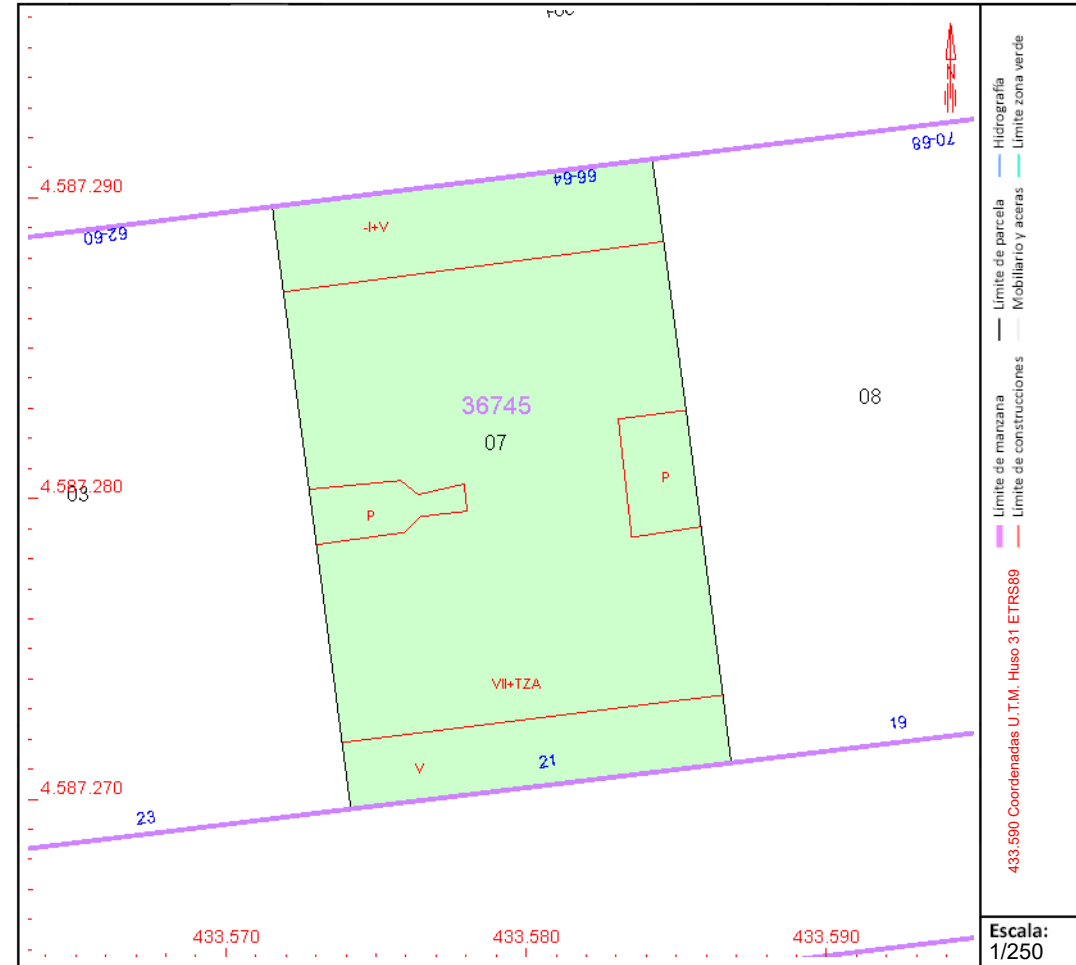 62-60
66-64
70-68
4.587.290
-I+V
36745
07
08
4.587.280
03
P
P
VII+TZA
V
21
19
23
4.587.270
433.570
433.580
433.590
N
Límite de manzana
Límite de parcela
Hidrografía
Límite de construcciones
Mobiliario y aceras
Límite zona verde
433.590 Coordenadas U.T.M. Huso 31 ETRS89
Escala:
1/250